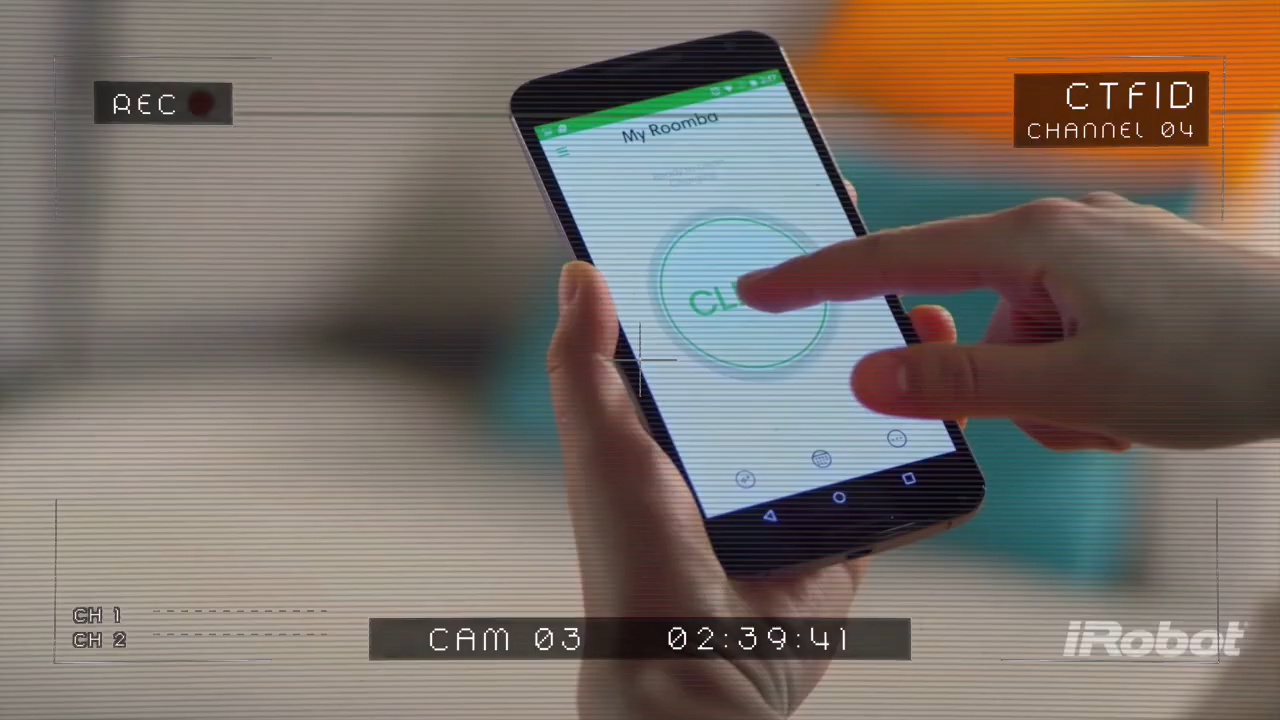 REC
CTFID
CHANNEL 04
My Roomba
CL
CH 1
CH 2
CAM 03 02:39:41
iRobot